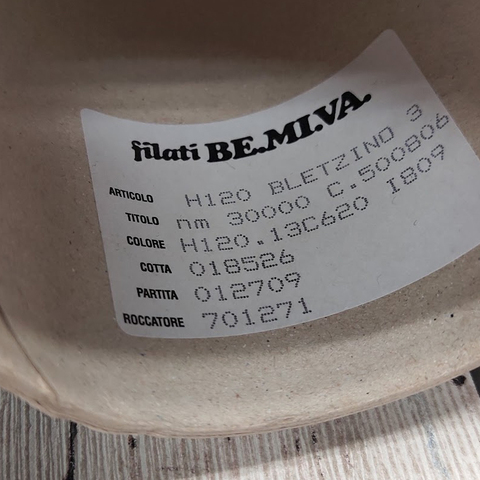 filati BE.MI.VA.
ARTICOLO H120 BLETZINO 3
TITOLO nm 30000 C.500806
COLORE H120.13C620 I809
COTTA 018526
PARTITA 012709
ROCCATORE 701271